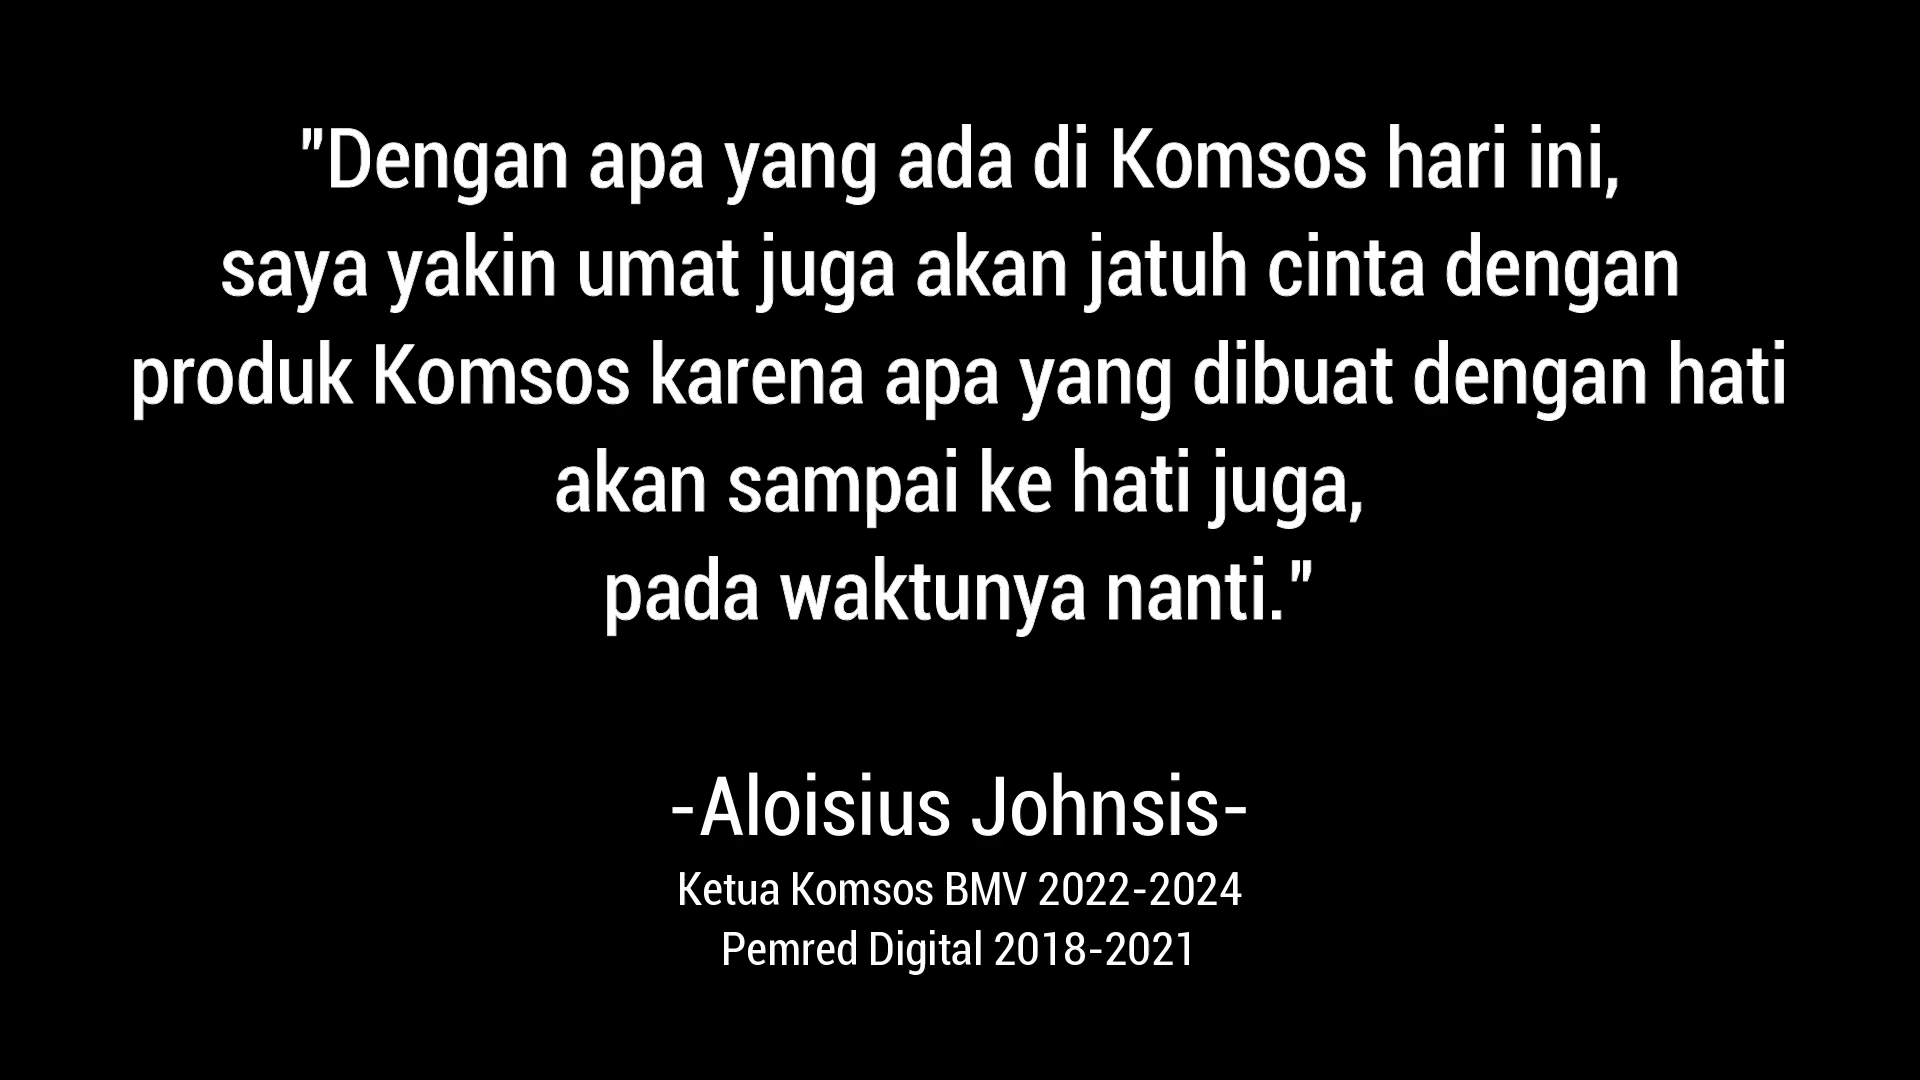 "Dengan apa yang ada di Komsos hari ini,
saya yakin umat juga akan jatuh cinta dengan
produk Komsos karena apa yang dibuat dengan hati
akan sampai ke hati juga,
pada waktunya nanti."
-Aloisius Johnsis-
Ketua Komsos BMV 2022-2024
Pemred Digital 2018-2021